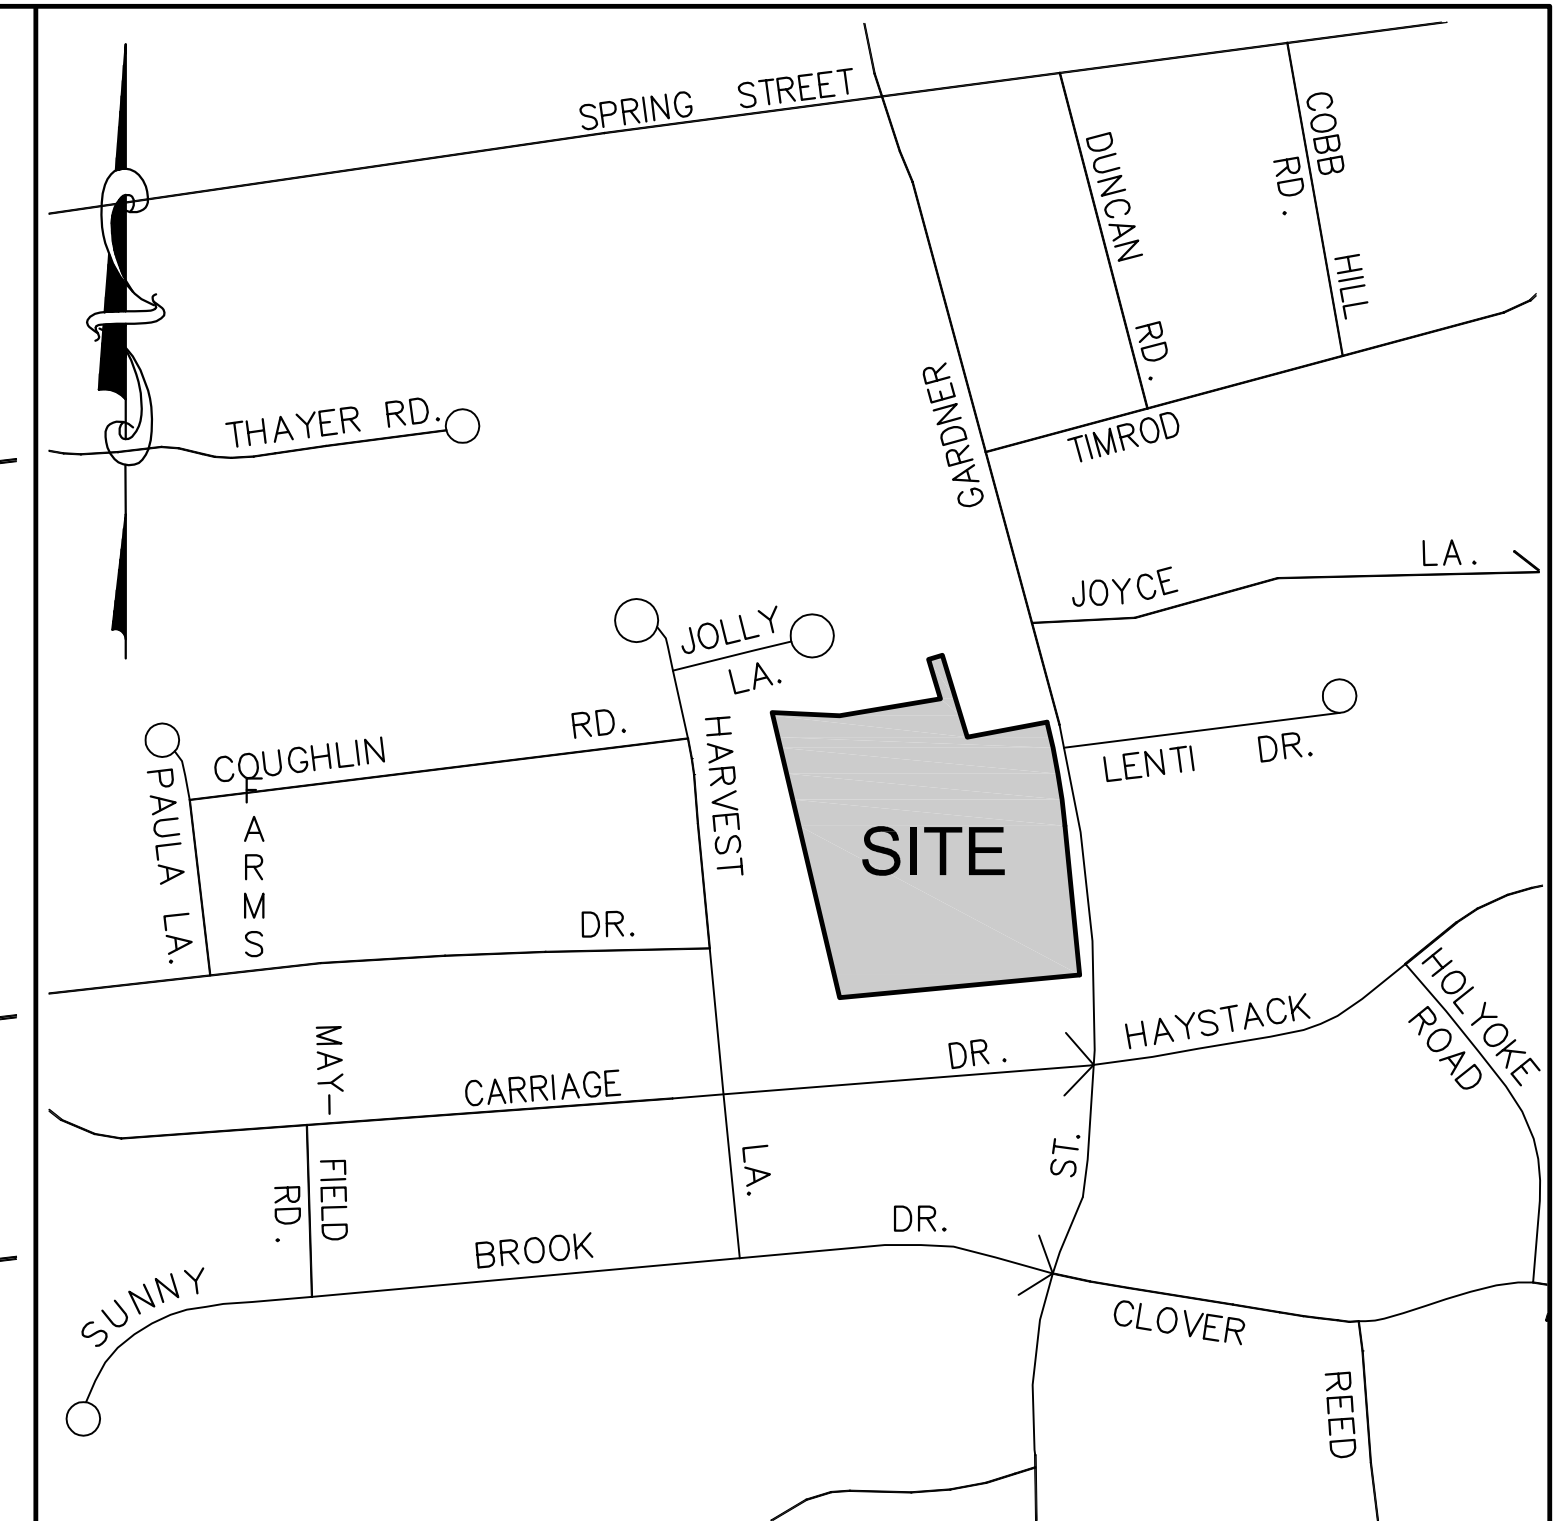 SPRING STREET
COBB
RD.
HILL
DUNCAN
RD.
THAYER RD.
GARDNER
TIMROD
JOYCE LA.
JOLLY
LA.
COUGHLIN RD.
HARVEST
LENTI DR.
PAULA LA.
FARMS
SITE
DR.
HOLYOKE
ROAD
HAYSTACK
MAY-
CARRIAGE DR.
ST.
LA.
FIELD
RD.
SUNNY BROOK DR.
CLOVER
REED